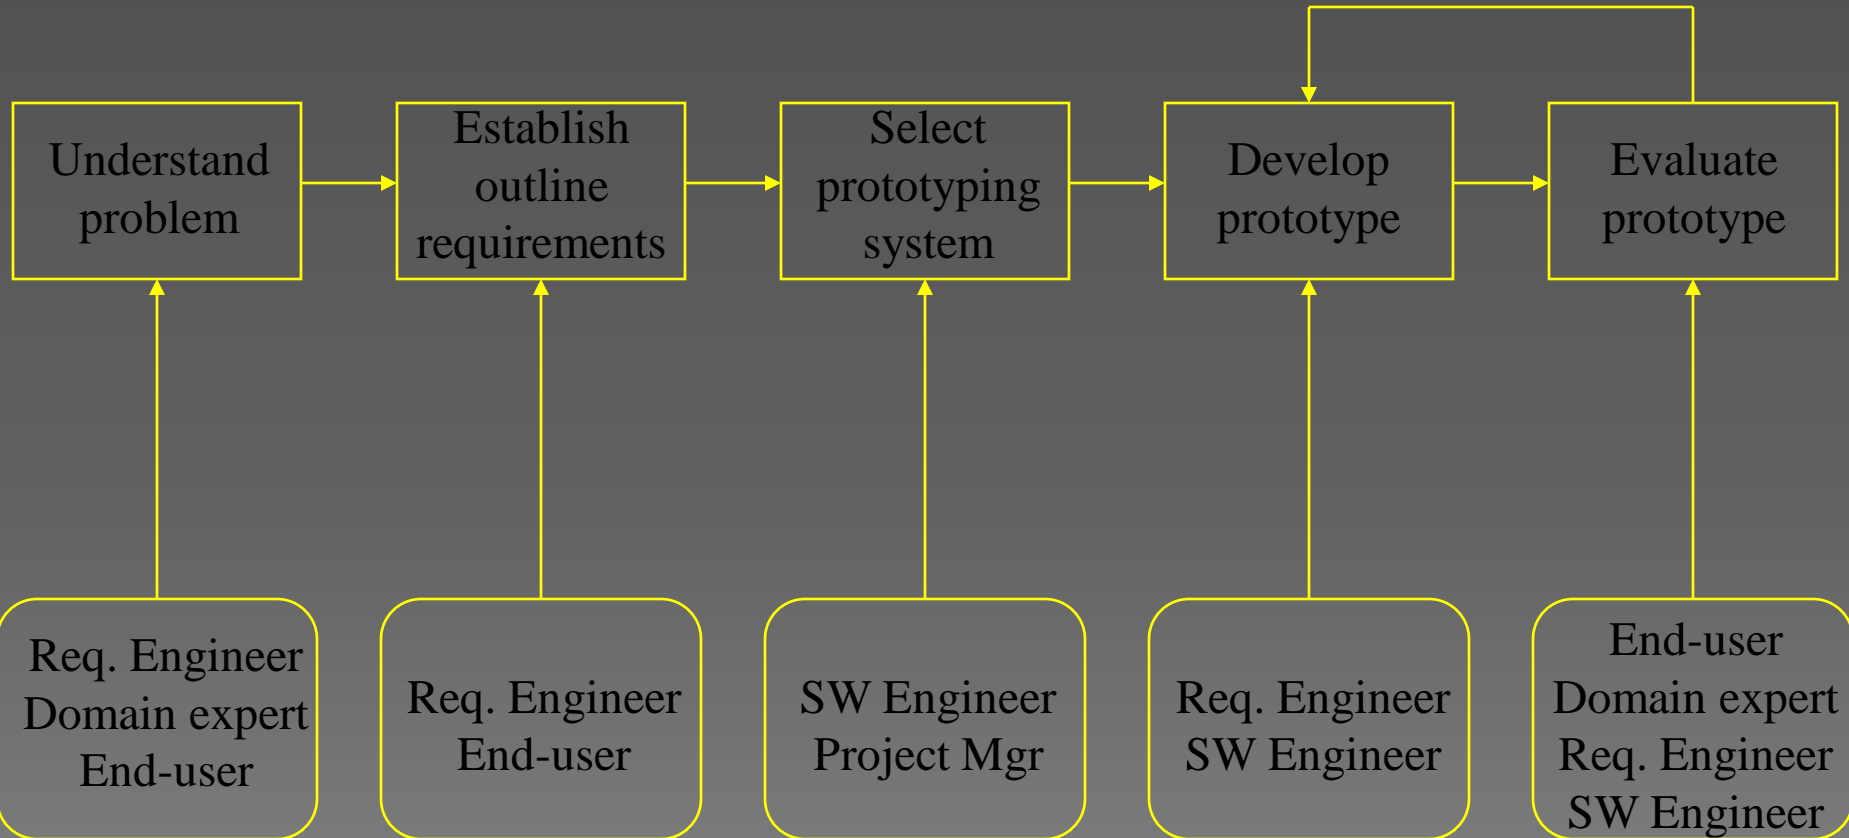 Understand
problem
Establish
outline
requirements
Select
prototyping
system
Develop
prototype
Evaluate
prototype
Req. Engineer
Domain expert
End-user
Req. Engineer
End-user
SW Engineer
Project Mgr
Req. Engineer
SW Engineer
End-user
Domain expert
Req. Engineer
SW Engineer